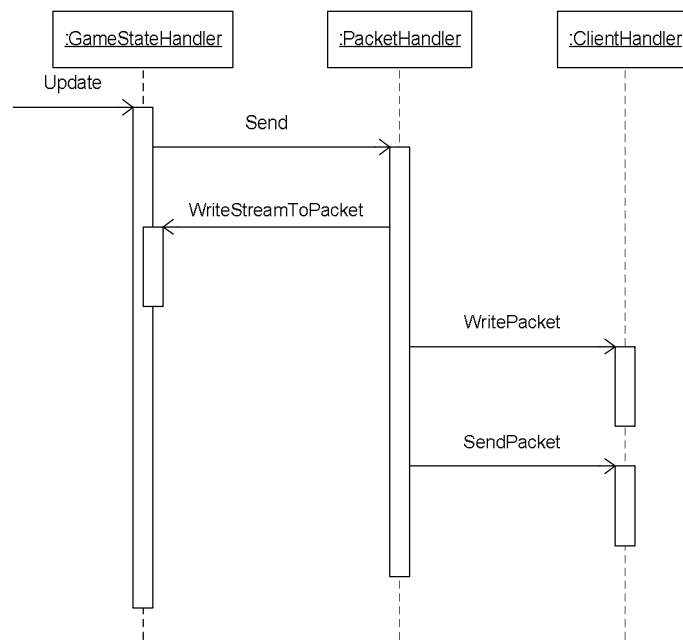 :GameStateHandler
:PacketHandler
:ClientHandler
Update
Send
WriteStreamToPacket
WritePacket
SendPacket